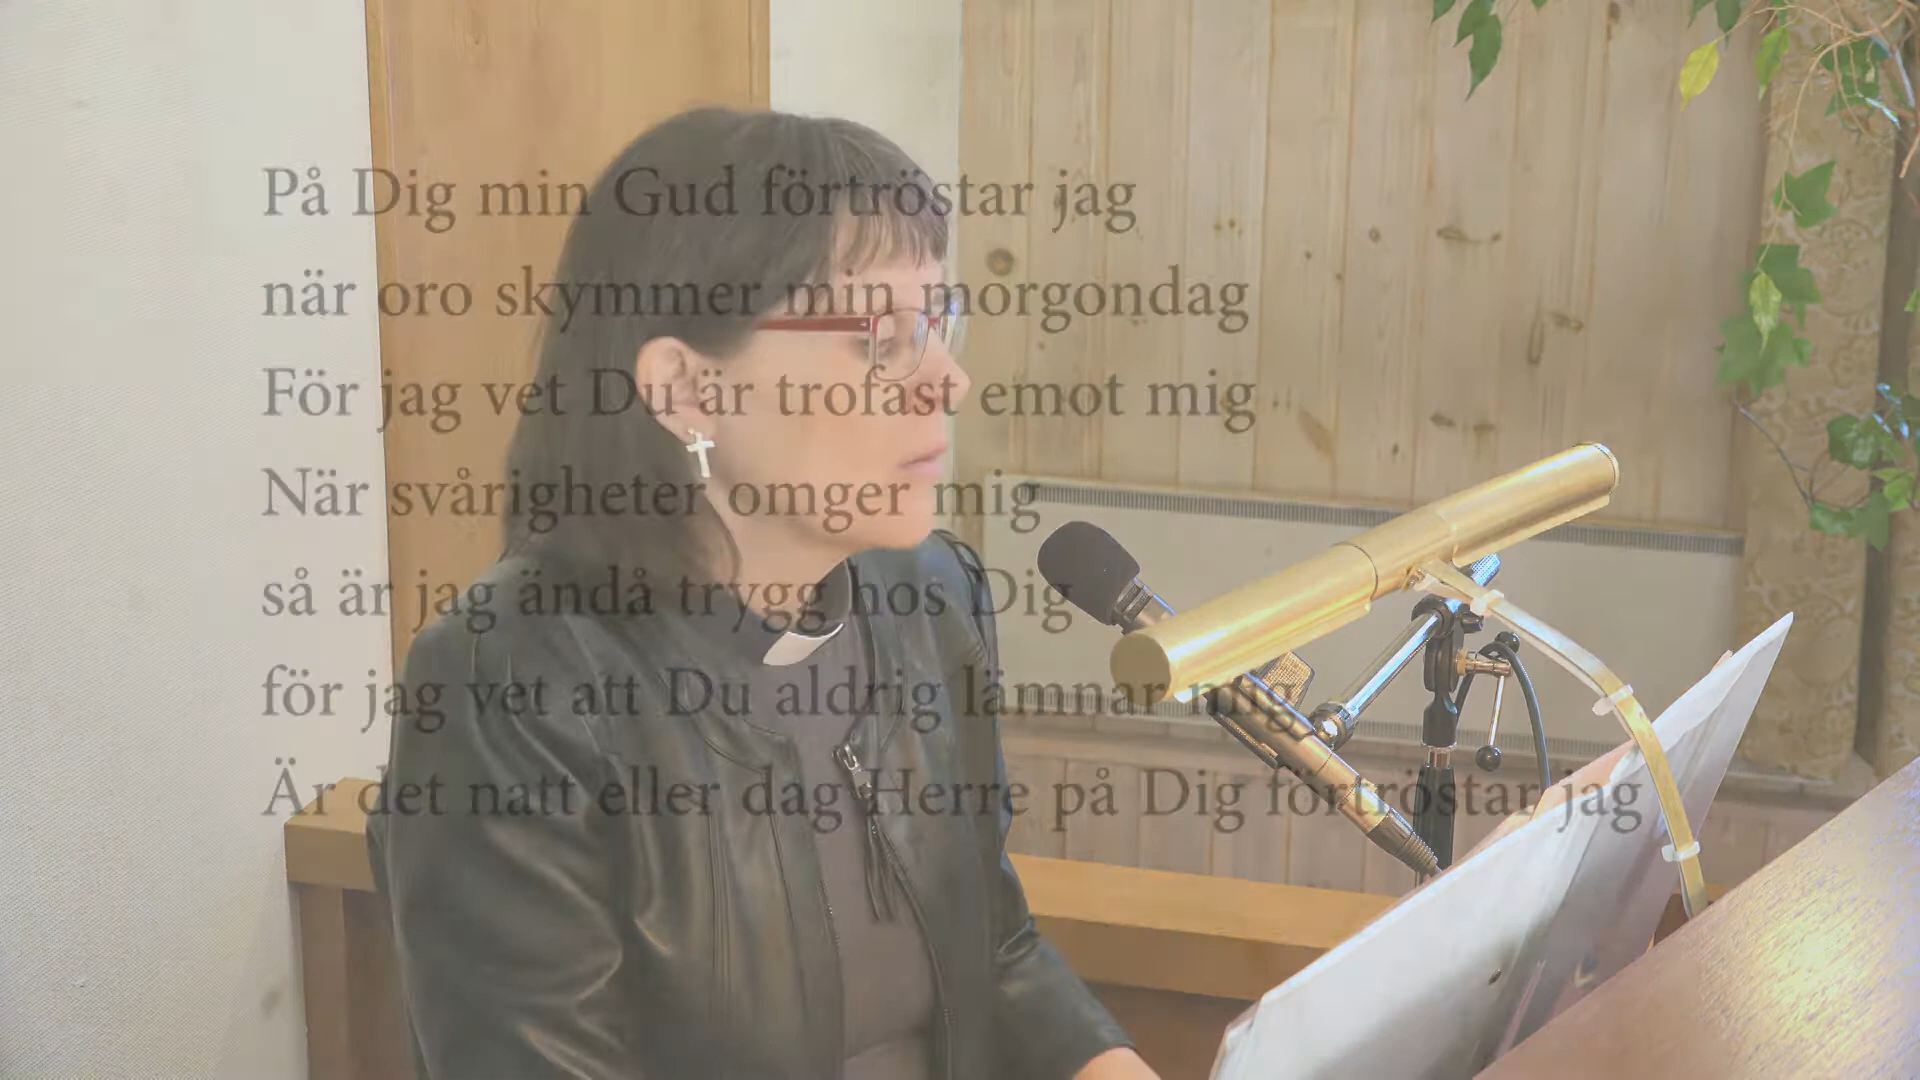 På Dig min Gud förtröstar jag
när oro skymmer min morgondag
För jag vet Du är trofast emot mig
När svårigheter omger mig
så är jag ändå trygg hos Dig
för jag vet att Du aldrig lämnar mig
Är det natt eller dag Herre på Dig förtröstar jag